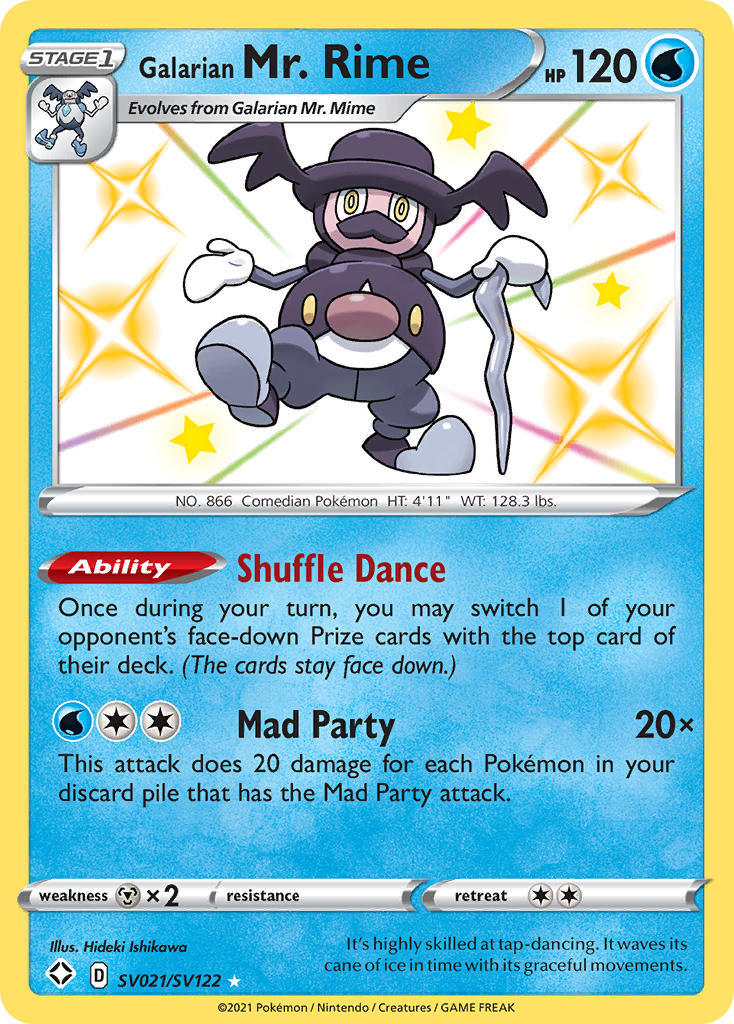 STAGE1
Galarian Mr. Rime
HP 120
Evolves from Galarian Mr. Mime
NO. 866 Comedian Pokémon HT: 4'11" WT: 128.3 lbs.
Ability Shuffle Dance
Once during your turn, you may switch 1 of your
opponent's face-down Prize cards with the top card of
their deck. (The cards stay face down.)
Mad Party 20×
This attack does 20 damage for each Pokémon in your
discard pile that has the Mad Party attack.
weakness ×2 resistance retreat
Illus. Hideki Ishikawa
It's highly skilled at tap-dancing. It waves its
cane of ice in time with its graceful movements.
D SV021/SV122
©2021 Pokémon / Nintendo / Creatures / GAME FREAK